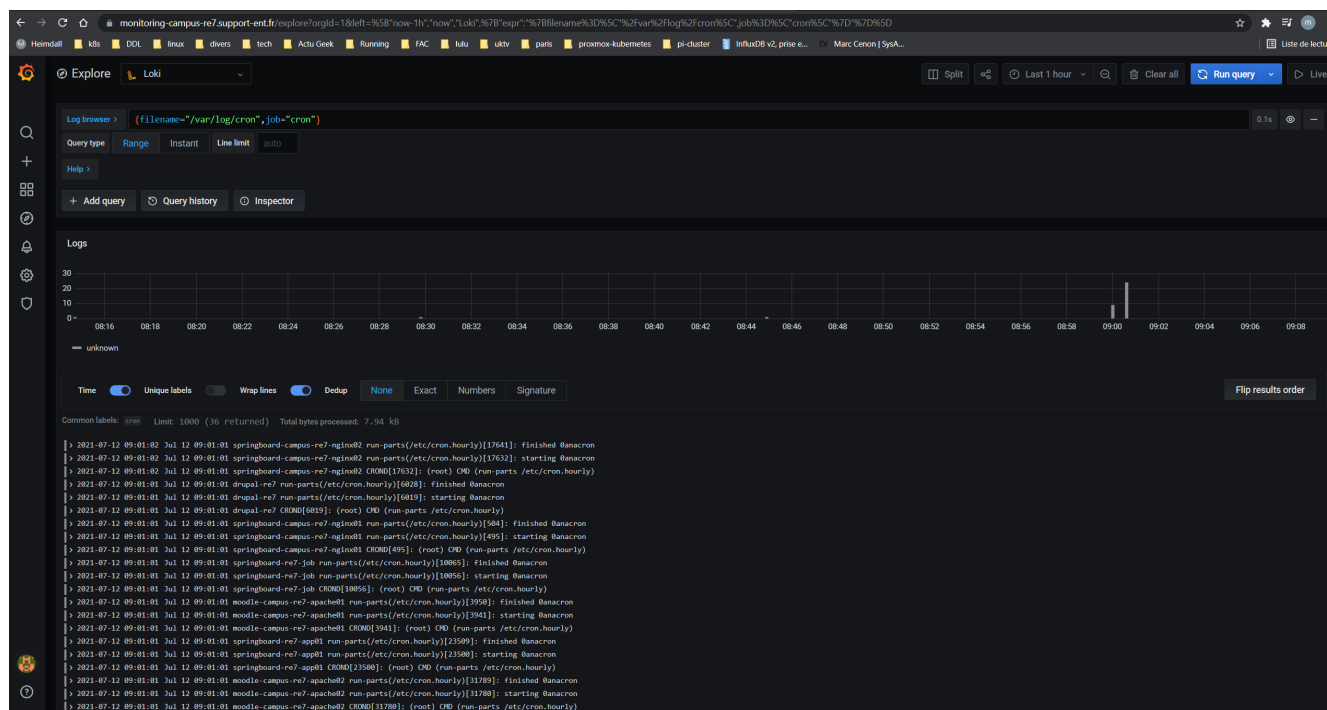 monitoring-campus-re7.support-ent.fr/explore?orgId=1&left=%5B"now-1h","now","Loki",%7B"expr":"%7Bfilename%3D%5C"%2Fvar%2Flog%2Fcron%5C",job%3D%5C"cron%5C"%7D"%7D%5D
m
Heimdall k8s DDL linux divers tech Actu Geek Running FAC lulu uktv paris proxmox-kubernetes pi-cluster InfluxDB v2, prise e... CV Marc Cenon | SysA... Liste de lectu
Explore Loki Split Last 1 hour Clear all Run query Live
Log browser > {filename="/var/log/cron",job="cron"} 0.1s
Query type Range Instant Line limit auto
Help >
+ Add query Query history Inspector
Logs
30
20
10
0
08:16 08:18 08:20 08:22 08:24 08:26 08:28 08:30 08:32 08:34 08:36 08:38 08:40 08:42 08:44 08:46 08:48 08:50 08:52 08:54 08:56 08:58 09:00 09:02 09:04 09:06 09:08
unknown
Time Unique labels Wrap lines Dedup None Exact Numbers Signature Flip results order
Common labels: cron Limit: 1000 (36 returned) Total bytes processed: 7.94 kB
> 2021-07-12 09:01:02 Jul 12 09:01:01 springboard-campus-re7-nginx02 run-parts(/etc/cron.hourly)[17641]: finished 0anacron
> 2021-07-12 09:01:02 Jul 12 09:01:01 springboard-campus-re7-nginx02 run-parts(/etc/cron.hourly)[17632]: starting 0anacron
> 2021-07-12 09:01:02 Jul 12 09:01:01 springboard-campus-re7-nginx02 CROND[17632]: (root) CMD (run-parts /etc/cron.hourly)
> 2021-07-12 09:01:01 Jul 12 09:01:01 drupal-re7 run-parts(/etc/cron.hourly)[6028]: finished 0anacron
> 2021-07-12 09:01:01 Jul 12 09:01:01 drupal-re7 run-parts(/etc/cron.hourly)[6019]: starting 0anacron
> 2021-07-12 09:01:01 Jul 12 09:01:01 drupal-re7 CROND[6019]: (root) CMD (run-parts /etc/cron.hourly)
> 2021-07-12 09:01:01 Jul 12 09:01:01 springboard-campus-re7-nginx01 run-parts(/etc/cron.hourly)[504]: finished 0anacron
> 2021-07-12 09:01:01 Jul 12 09:01:01 springboard-campus-re7-nginx01 run-parts(/etc/cron.hourly)[495]: starting 0anacron
> 2021-07-12 09:01:01 Jul 12 09:01:01 springboard-campus-re7-nginx01 CROND[495]: (root) CMD (run-parts /etc/cron.hourly)
> 2021-07-12 09:01:01 Jul 12 09:01:01 springboard-re7-job run-parts(/etc/cron.hourly)[10065]: finished 0anacron
> 2021-07-12 09:01:01 Jul 12 09:01:01 springboard-re7-job run-parts(/etc/cron.hourly)[10056]: starting 0anacron
> 2021-07-12 09:01:01 Jul 12 09:01:01 springboard-re7-job CROND[10056]: (root) CMD (run-parts /etc/cron.hourly)
> 2021-07-12 09:01:01 Jul 12 09:01:01 moodle-campus-re7-apache01 run-parts(/etc/cron.hourly)[3950]: finished 0anacron
> 2021-07-12 09:01:01 Jul 12 09:01:01 moodle-campus-re7-apache01 run-parts(/etc/cron.hourly)[3941]: starting 0anacron
> 2021-07-12 09:01:01 Jul 12 09:01:01 moodle-campus-re7-apache01 CROND[3941]: (root) CMD (run-parts /etc/cron.hourly)
> 2021-07-12 09:01:01 Jul 12 09:01:01 springboard-re7-app01 run-parts(/etc/cron.hourly)[23509]: finished 0anacron
> 2021-07-12 09:01:01 Jul 12 09:01:01 springboard-re7-app01 run-parts(/etc/cron.hourly)[23500]: starting 0anacron
> 2021-07-12 09:01:01 Jul 12 09:01:01 springboard-re7-app01 CROND[23500]: (root) CMD (run-parts /etc/cron.hourly)
> 2021-07-12 09:01:01 Jul 12 09:01:01 moodle-campus-re7-apache02 run-parts(/etc/cron.hourly)[31789]: finished 0anacron
> 2021-07-12 09:01:01 Jul 12 09:01:01 moodle-campus-re7-apache02 run-parts(/etc/cron.hourly)[31780]: starting 0anacron
> 2021-07-12 09:01:01 Jul 12 09:01:01 moodle-campus-re7-apache02 CROND[31780]: (root) CMD (run-parts /etc/cron.hourly)